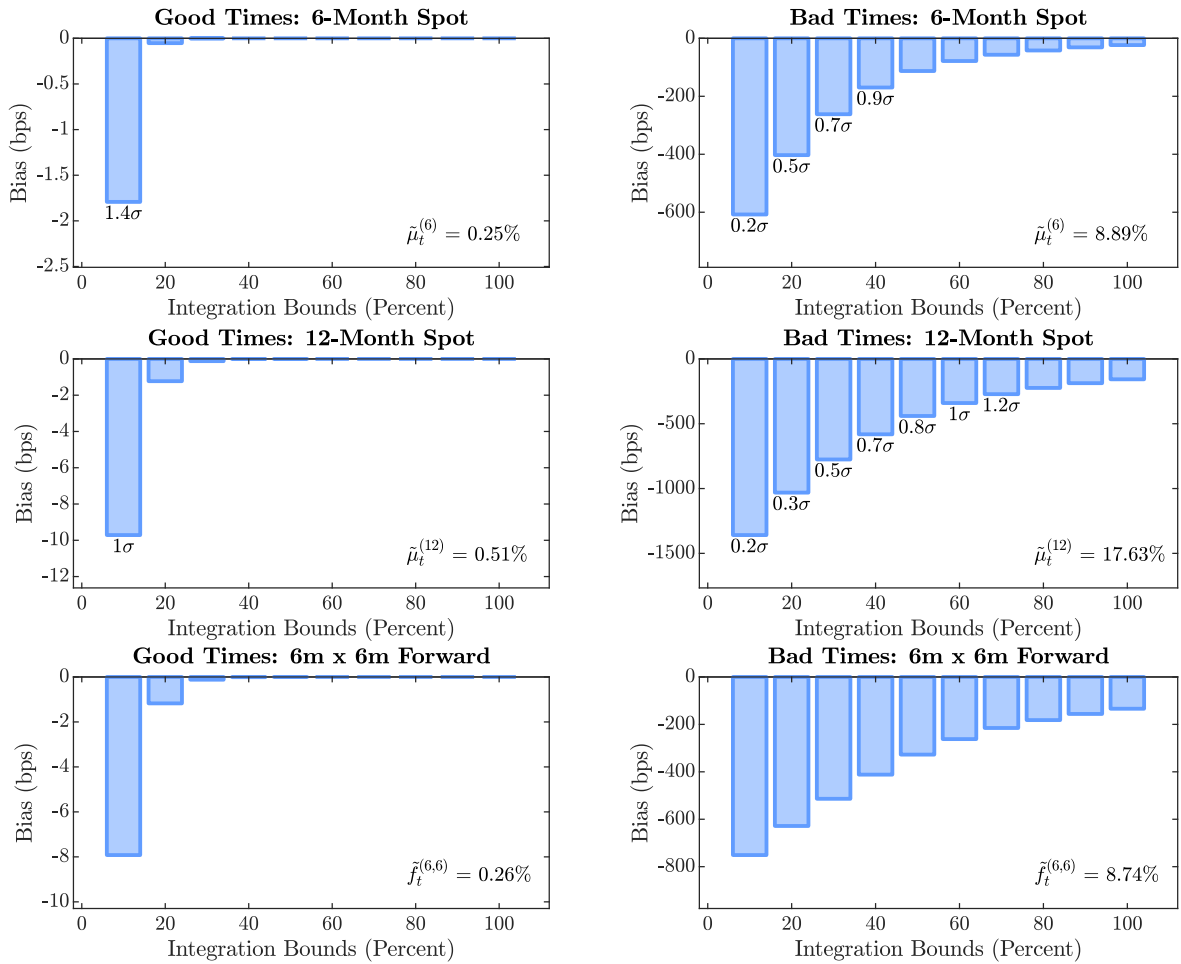 Good Times: 6-Month Spot
0
-0.5
-1
-1.5
-2
-2.5
Bias (bps)
1.4σ
μ̃_t^(6) = 0.25%
0 20 40 60 80 100
Integration Bounds (Percent)
Bad Times: 6-Month Spot
0
-200
-400
-600
Bias (bps)
0.2σ
0.5σ
0.7σ
0.9σ
μ̃_t^(6) = 8.89%
0 20 40 60 80 100
Integration Bounds (Percent)
Good Times: 12-Month Spot
0
-2
-4
-6
-8
-10
-12
Bias (bps)
1σ
μ̃_t^(12) = 0.51%
0 20 40 60 80 100
Integration Bounds (Percent)
Bad Times: 12-Month Spot
0
-500
-1000
-1500
Bias (bps)
0.2σ
0.3σ
0.5σ
0.7σ
0.8σ
1σ
1.2σ
μ̃_t^(12) = 17.63%
0 20 40 60 80 100
Integration Bounds (Percent)
Good Times: 6m x 6m Forward
0
-2
-4
-6
-8
-10
Bias (bps)
f̃_t^(6,6) = 0.26%
0 20 40 60 80 100
Integration Bounds (Percent)
Bad Times: 6m x 6m Forward
0
-200
-400
-600
-800
Bias (bps)
f̃_t^(6,6) = 8.74%
0 20 40 60 80 100
Integration Bounds (Percent)